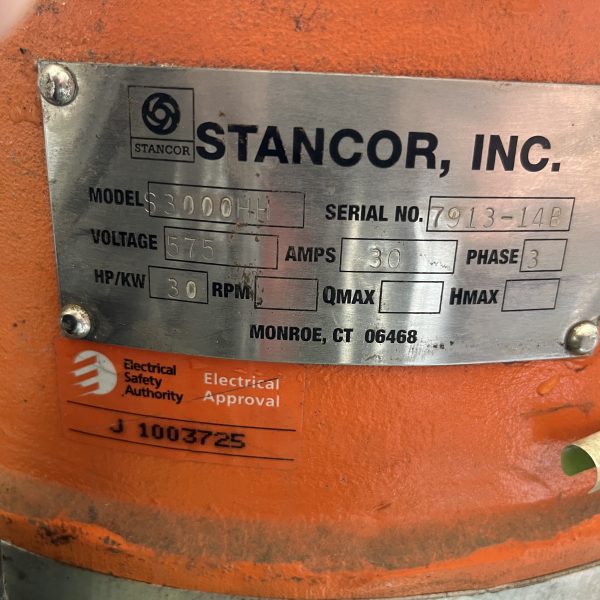 STANCOR
STANCOR, INC.
MODEL S3000HH SERIAL NO. 7913-14B
VOLTAGE 575 AMPS 30 PHASE 3
HP/KW 30 RPM QMAX HMAX
MONROE, CT 06468
Electrical
Safety
Authority
Electrical
Approval
J 1003725